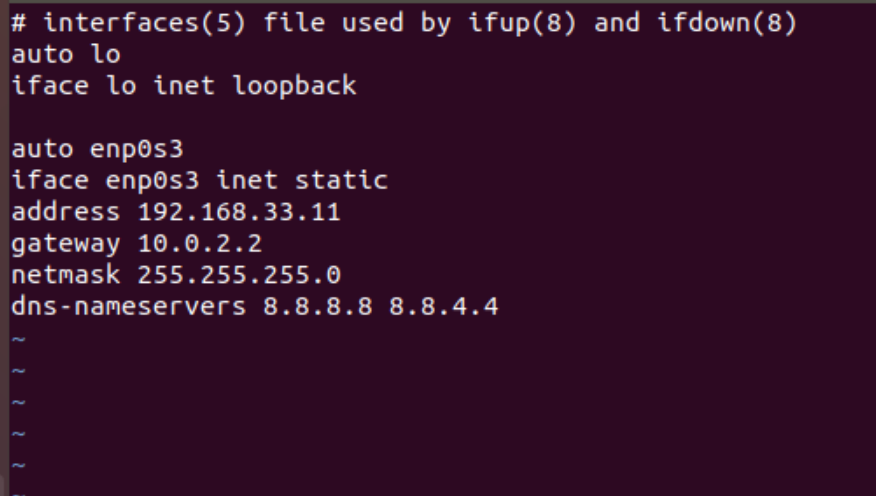 # interfaces(5) file used by ifup(8) and ifdown(8)
auto lo
iface lo inet loopback

auto enp0s3
iface enp0s3 inet static
address 192.168.33.11
gateway 10.0.2.2
netmask 255.255.255.0
dns-nameservers 8.8.8.8 8.8.4.4
~
~
~
~
~
~